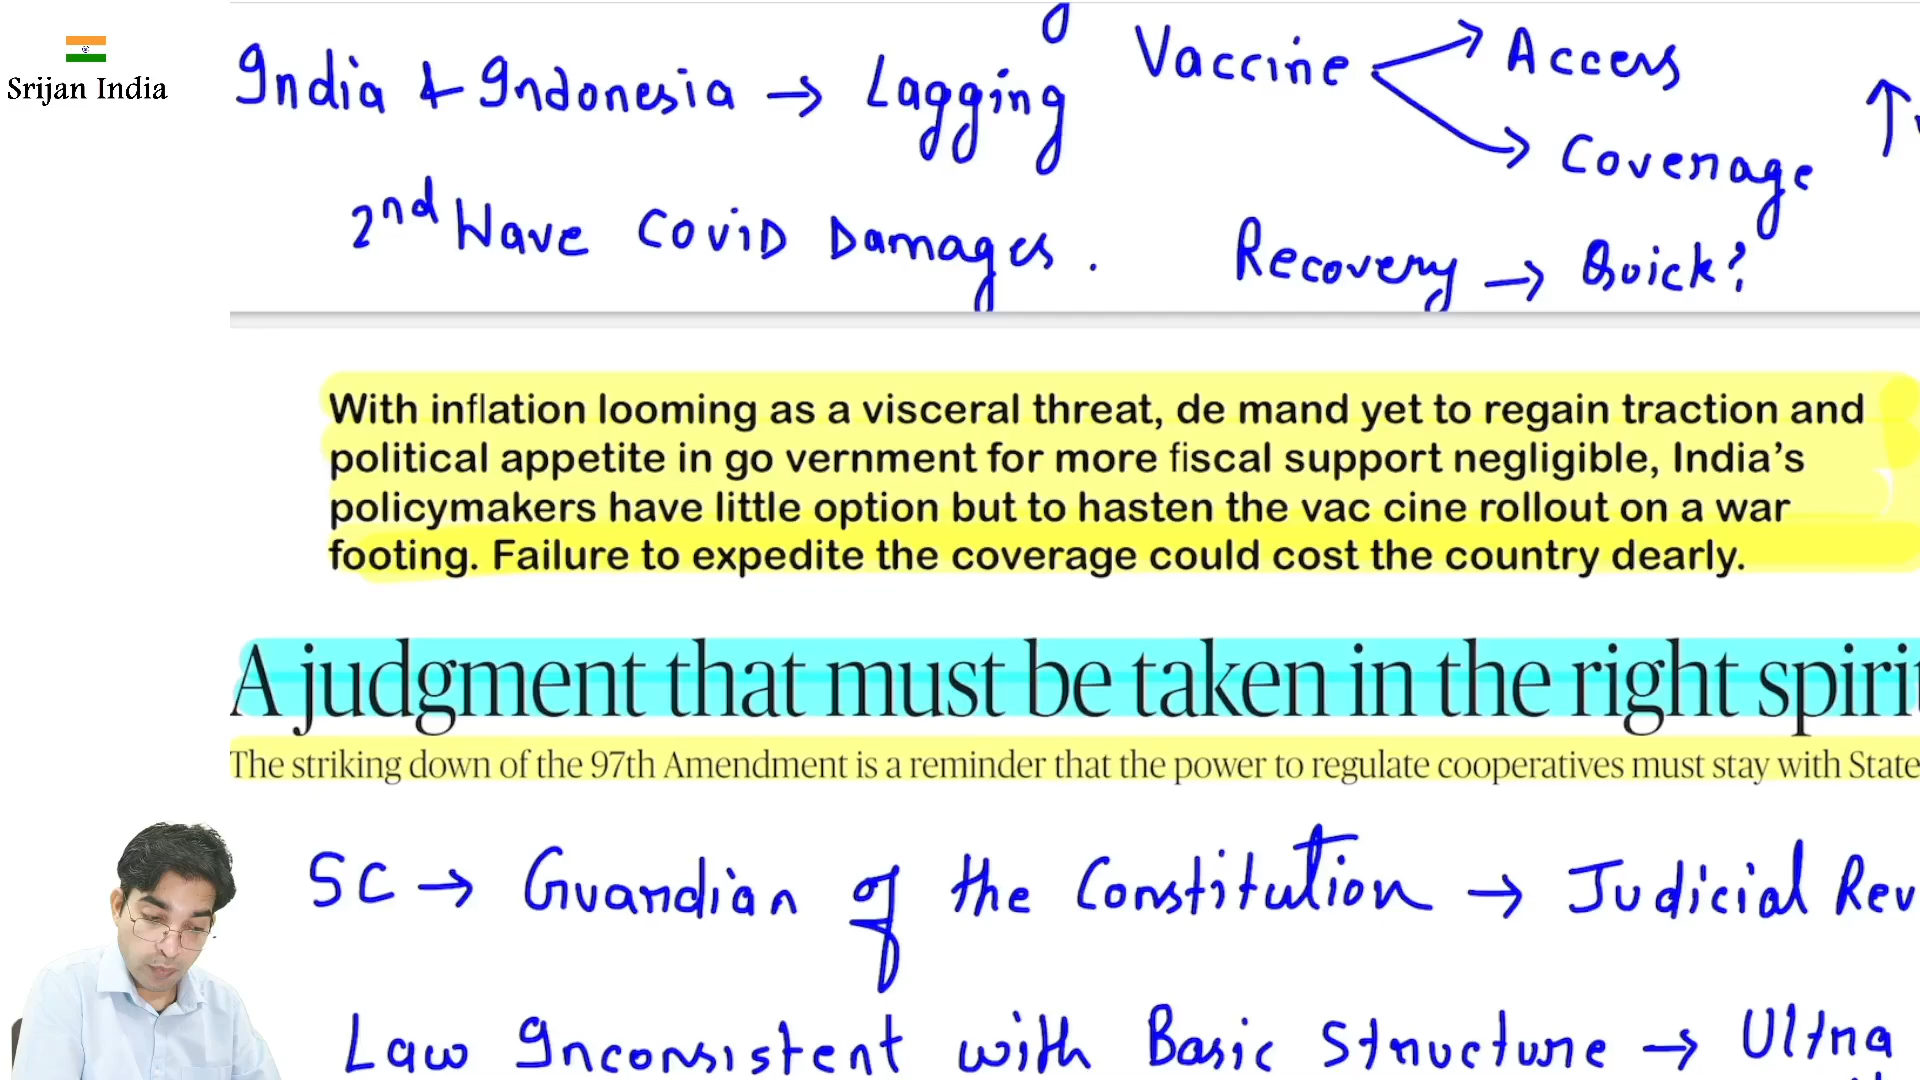 Srijan India
India & Indonesia → Lagging
2nd Wave COVID Damages.
Vaccine → Access
→ Coverage
Recovery → Quick?
With inflation looming as a visceral threat, de mand yet to regain traction and
political appetite in go vernment for more fiscal support negligible, India’s
policymakers have little option but to hasten the vac cine rollout on a war
footing. Failure to expedite the coverage could cost the country dearly.
A judgment that must be taken in the right spirit
The striking down of the 97th Amendment is a reminder that the power to regulate cooperatives must stay with State
SC → Guardian of the Constitution → Judicial Rev
Law Inconsistent with Basic Structure → Ultra